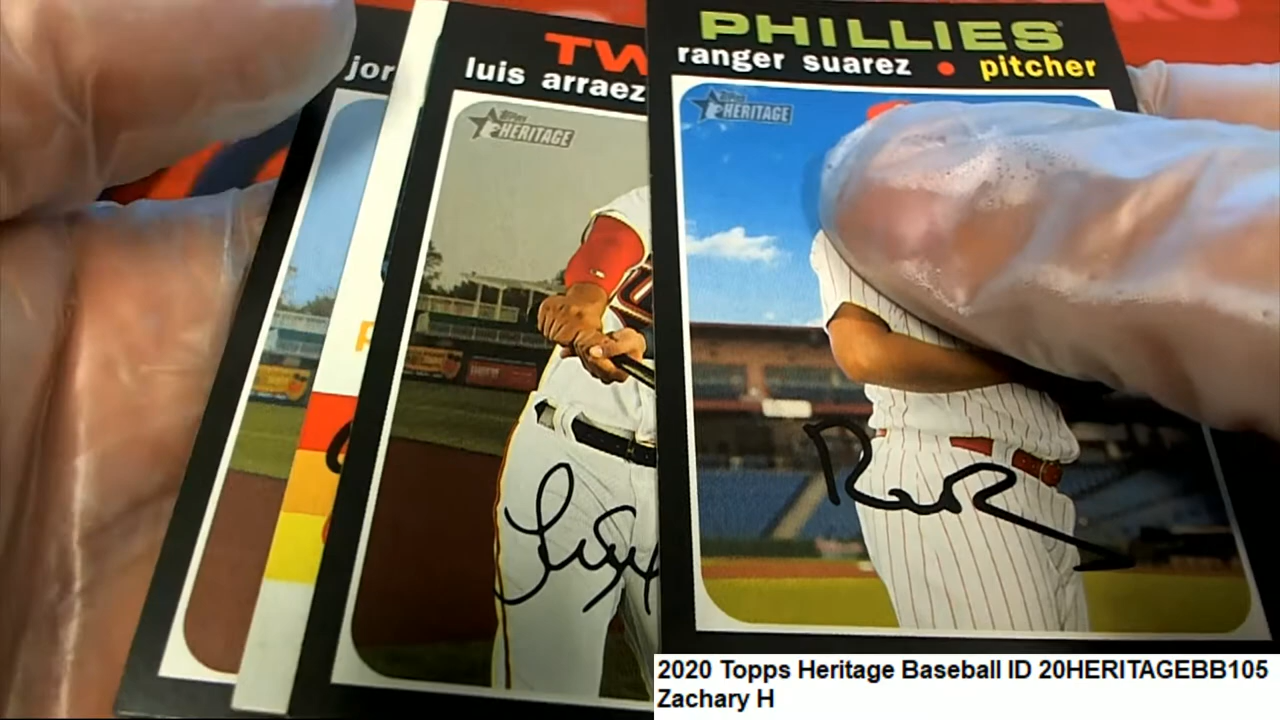 PHILLIES
ranger suarez • pitcher
Topps HERITAGE
TW
luis arraez
Topps HERITAGE
jor
2020 Topps Heritage Baseball ID 20HERITAGEBB105
Zachary H